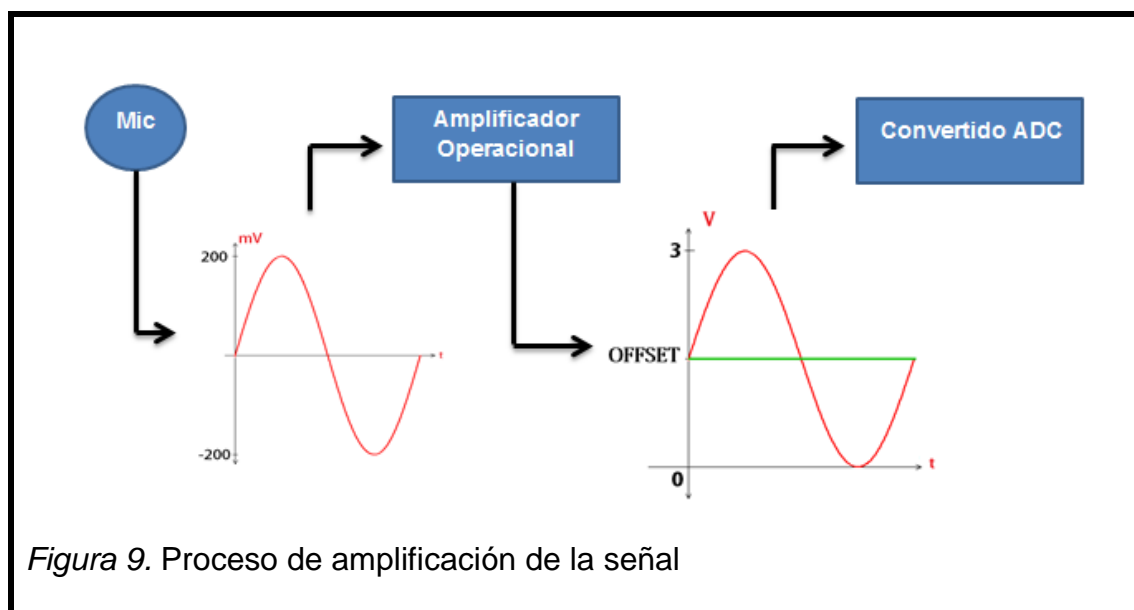 Mic
Amplificador
Operacional
Convertido ADC
mV
200
t
-200
V
3
OFFSET
0
t
Figura 9. Proceso de amplificación de la señal